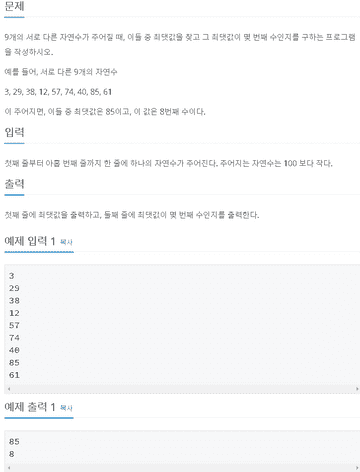 문제
9개의 서로 다른 자연수가 주어질 때, 이들 중 최댓값을 찾고 그 최댓값이 몇 번째 수인지를 구하는 프로그램
을 작성하시오.
예를 들어, 서로 다른 9개의 자연수
3, 29, 38, 12, 57, 74, 40, 85, 61
이 주어지면, 이들 중 최댓값은 85이고, 이 값은 8번째 수이다.
입력
첫째 줄부터 아홉 번째 줄까지 한 줄에 하나의 자연수가 주어진다. 주어지는 자연수는 100 보다 작다.
출력
첫째 줄에 최댓값을 출력하고, 둘째 줄에 최댓값이 몇 번째 수인지를 출력한다.
예제 입력 1 복사
3
29
38
12
57
74
40
85
61
예제 출력 1 복사
85
8